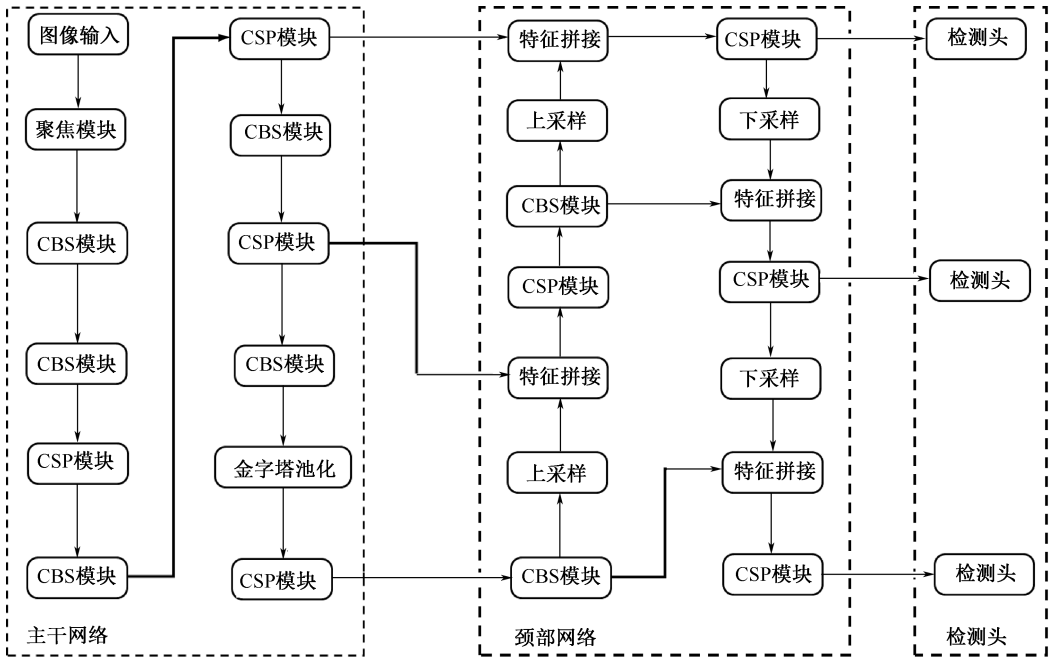 图像输入
聚焦模块
CBS模块
CBS模块
CSP模块
CBS模块
CSP模块
CBS模块
CSP模块
CBS模块
金字塔池化
CSP模块
主干网络
特征拼接
上采样
CBS模块
CSP模块
特征拼接
上采样
CBS模块
CSP模块
下采样
特征拼接
CSP模块
下采样
特征拼接
CSP模块
颈部网络
检测头
检测头
检测头
检测头